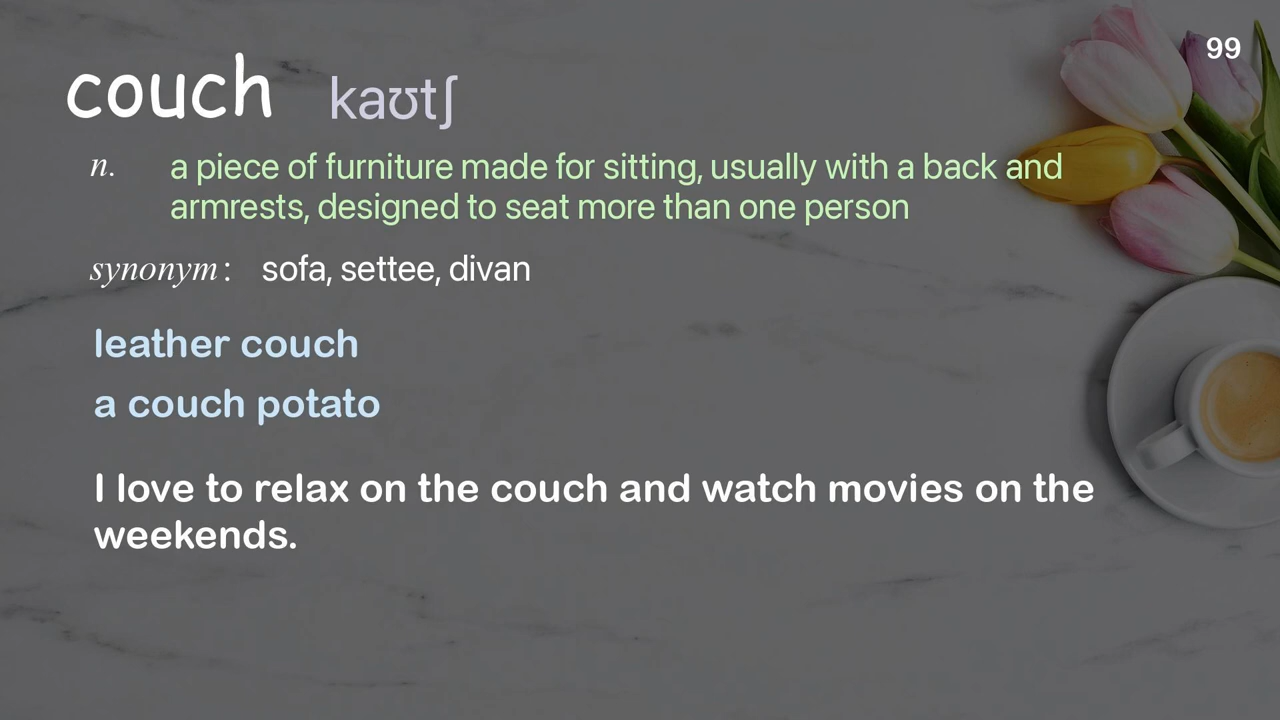 99
couch kaʊtʃ
n. a piece of furniture made for sitting, usually with a back and
armrests, designed to seat more than one person
synonym: sofa, settee, divan
leather couch
a couch potato
I love to relax on the couch and watch movies on the
weekends.